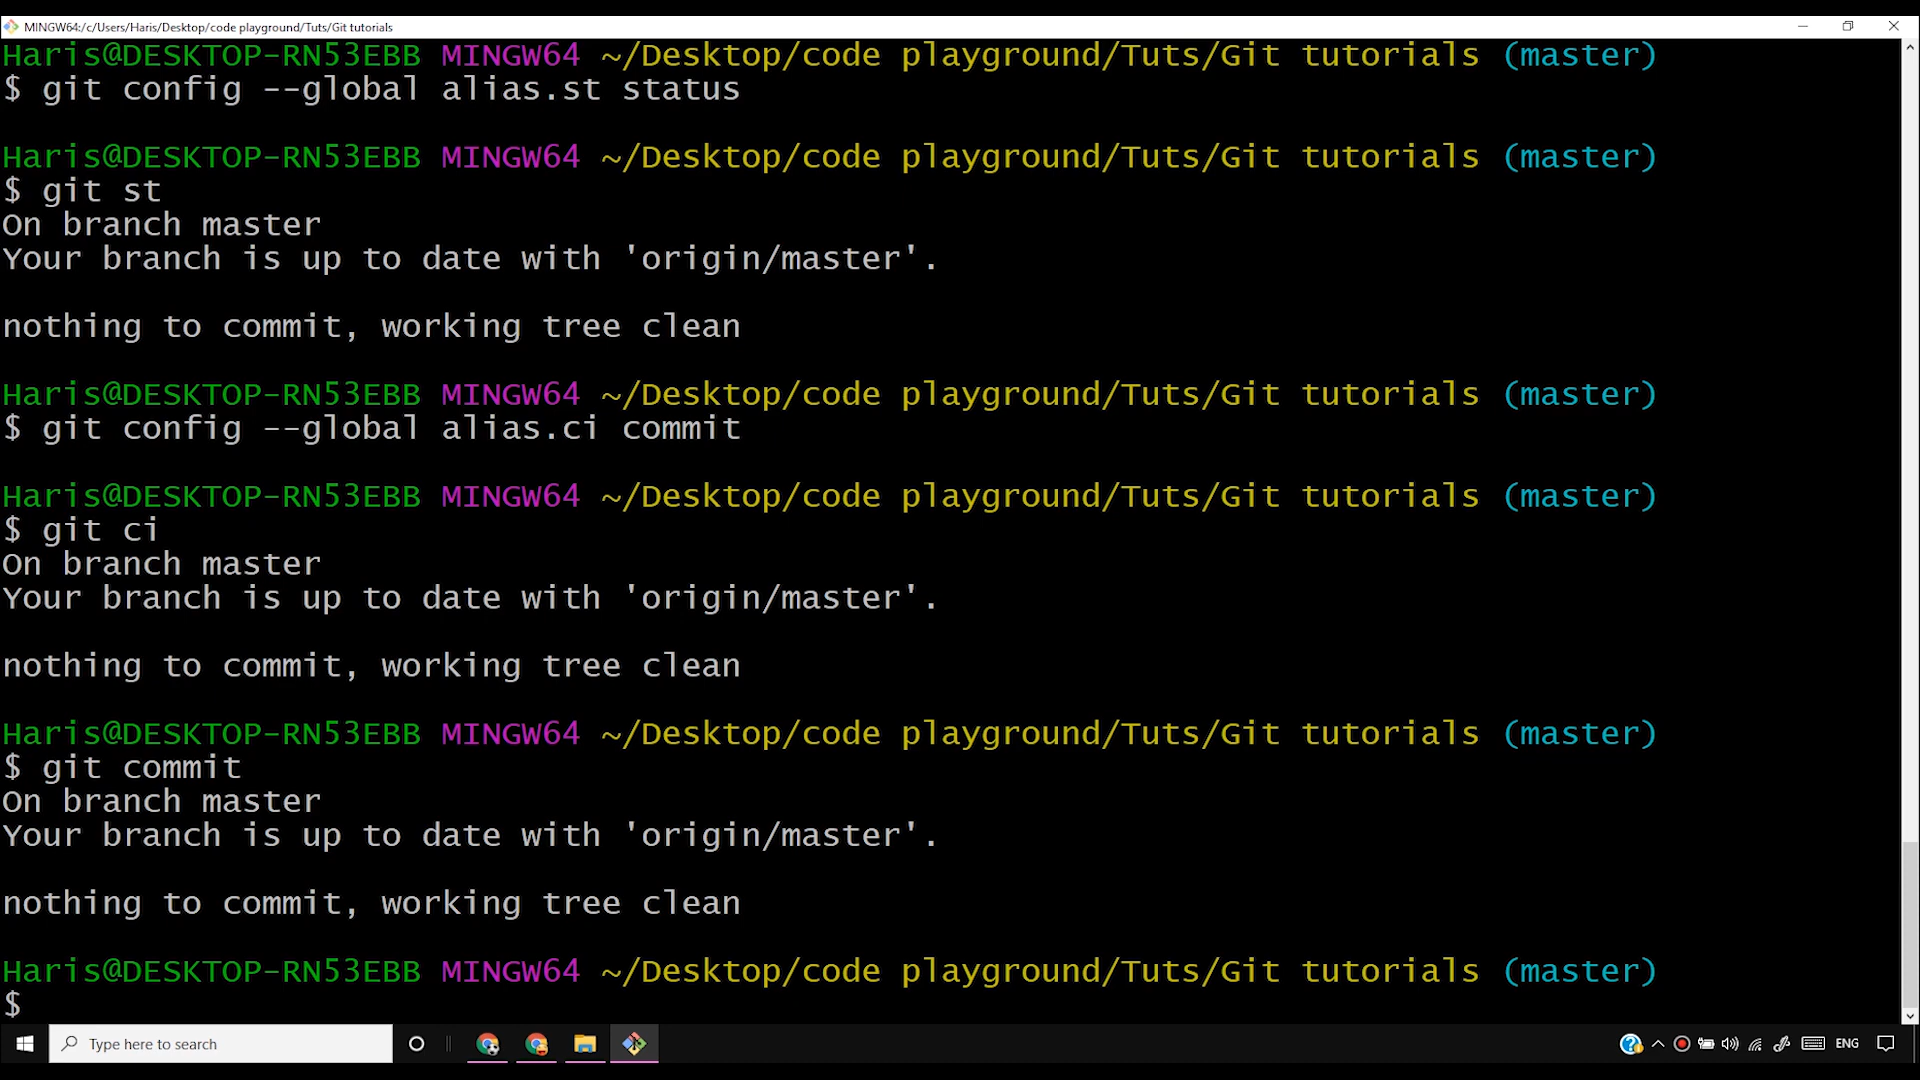 MINGW64:/c/Users/Haris/Desktop/code playground/Tuts/Git tutorials
Haris@DESKTOP-RN53EBB MINGW64 ~/Desktop/code playground/Tuts/Git tutorials (master)
$ git config --global alias.st status
Haris@DESKTOP-RN53EBB MINGW64 ~/Desktop/code playground/Tuts/Git tutorials (master)
$ git st
On branch master
Your branch is up to date with 'origin/master'.
nothing to commit, working tree clean
Haris@DESKTOP-RN53EBB MINGW64 ~/Desktop/code playground/Tuts/Git tutorials (master)
$ git config --global alias.ci commit
Haris@DESKTOP-RN53EBB MINGW64 ~/Desktop/code playground/Tuts/Git tutorials (master)
$ git ci
On branch master
Your branch is up to date with 'origin/master'.
nothing to commit, working tree clean
Haris@DESKTOP-RN53EBB MINGW64 ~/Desktop/code playground/Tuts/Git tutorials (master)
$ git commit
On branch master
Your branch is up to date with 'origin/master'.
nothing to commit, working tree clean
Haris@DESKTOP-RN53EBB MINGW64 ~/Desktop/code playground/Tuts/Git tutorials (master)
$
Type here to search
ENG